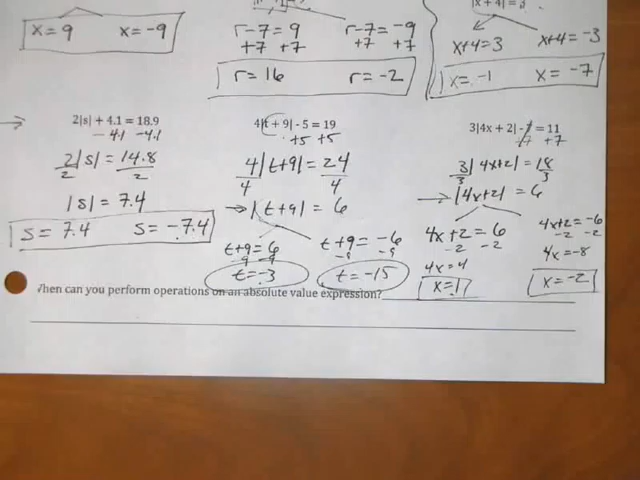 |x + 4| = 3
x = 9 x = -9
r-7 = 9 r-7 = -9
+7 +7 +7 +7
r = 16 r = -2
x+4 = 3 x+4 = -3
x = -1 x = -7
2|s| + 4.1 = 18.9
-4.1 -4.1
2|s| = 14.8
2 2
|s| = 7.4
s = 7.4 s = -7.4
4|t + 9| - 5 = 19
+5 +5
4|t+9| = 24
4 4
|t+9| = 6
t+9 = 6 t+9 = -6
-9 -9 -9 -9
t = -3 t = -15
3|4x + 2| - 7 = 11
+7 +7
3|4x+2| = 18
3 3
|4x+2| = 6
4x+2 = 6 4x+2 = -6
-2 -2 -2 -2
4x = 4 4x = -8
x = 1 x = -2
When can you perform operations on an absolute value expression?